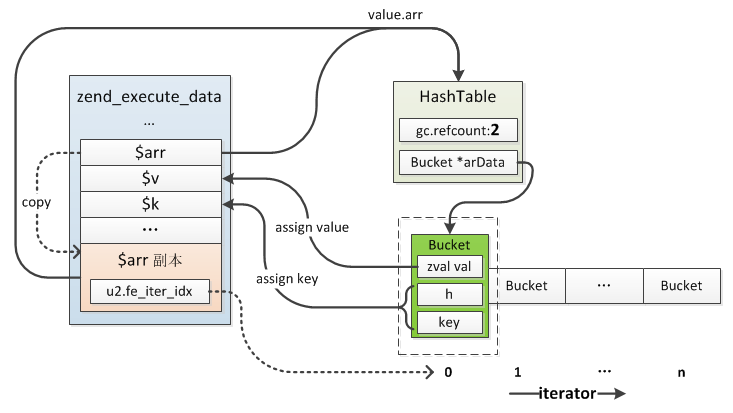 value.arr
zend_execute_data
...
$arr
$v
$k
...
$arr 副本
u2.fe_iter_idx
copy
HashTable
gc.refcount:2
Bucket *arData
assign value
assign key
Bucket
zval val
h
key
Bucket
...
Bucket
0 1 ... n
iterator